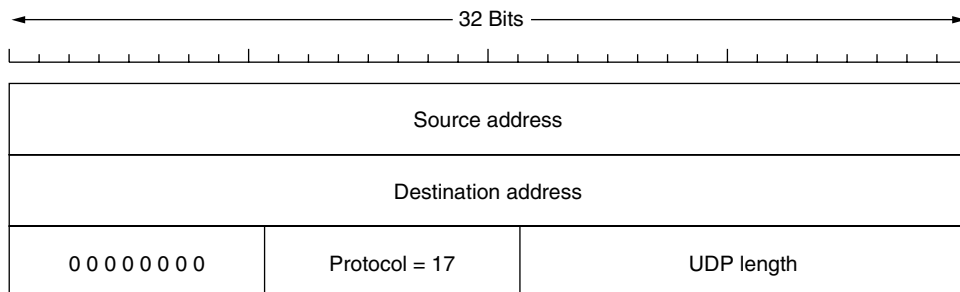 32 Bits
Source address
Destination address
0 0 0 0 0 0 0 0 Protocol = 17 UDP length